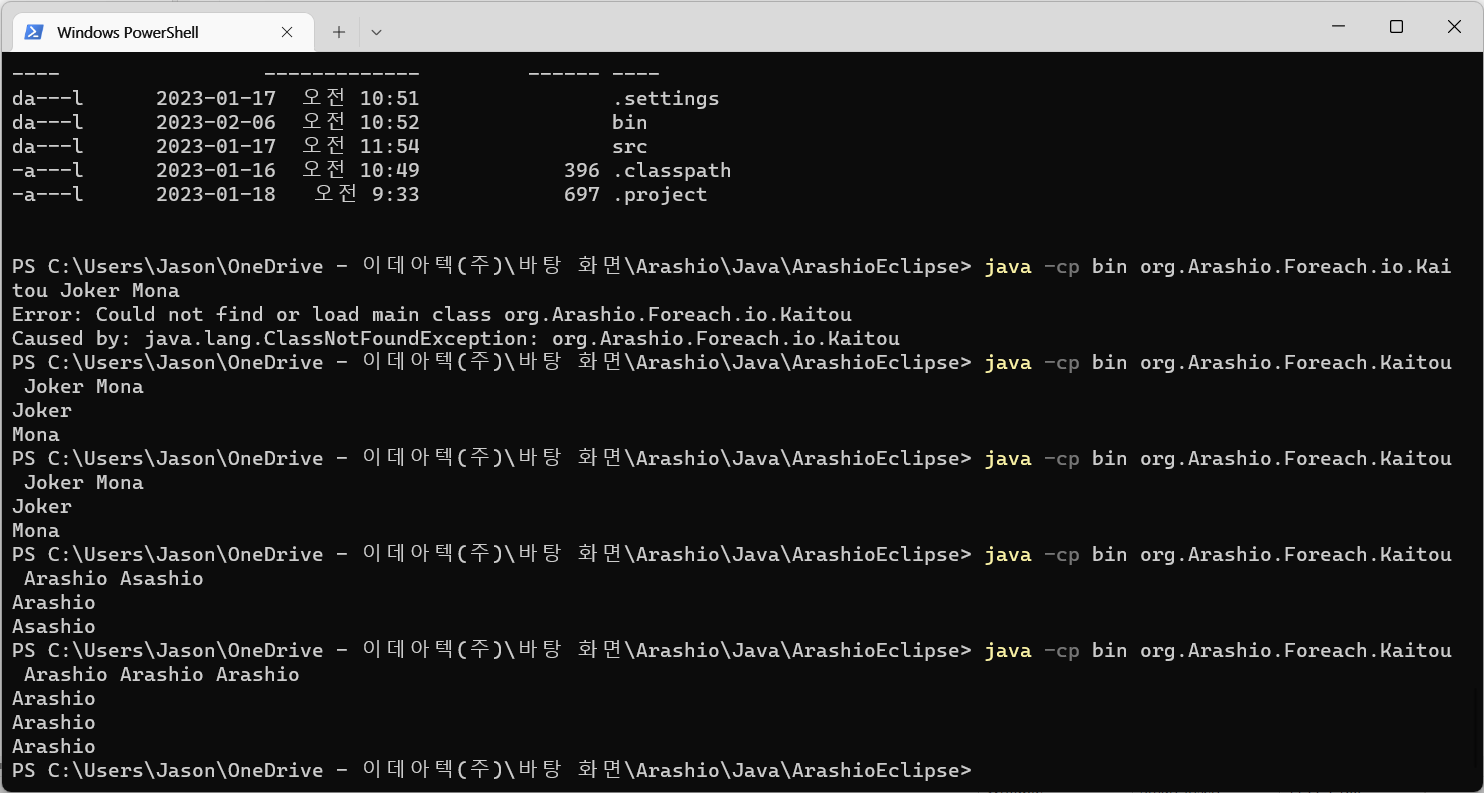 Windows PowerShell
----                 -------------         ------ ----
da---l      2023-01-17  오전 10:51                .settings
da---l      2023-02-06  오전 10:52                bin
da---l      2023-01-17  오전 11:54                src
-a---l      2023-01-16  오전 10:49            396 .classpath
-a---l      2023-01-18   오전 9:33            697 .project
PS C:\Users\Jason\OneDrive - 이데아텍(주)\바탕 화면\Arashio\Java\ArashioEclipse> java -cp bin org.Arashio.Foreach.io.Kai
tou Joker Mona
Error: Could not find or load main class org.Arashio.Foreach.io.Kaitou
Caused by: java.lang.ClassNotFoundException: org.Arashio.Foreach.io.Kaitou
PS C:\Users\Jason\OneDrive - 이데아텍(주)\바탕 화면\Arashio\Java\ArashioEclipse> java -cp bin org.Arashio.Foreach.Kaitou
 Joker Mona
Joker
Mona
PS C:\Users\Jason\OneDrive - 이데아텍(주)\바탕 화면\Arashio\Java\ArashioEclipse> java -cp bin org.Arashio.Foreach.Kaitou
 Joker Mona
Joker
Mona
PS C:\Users\Jason\OneDrive - 이데아텍(주)\바탕 화면\Arashio\Java\ArashioEclipse> java -cp bin org.Arashio.Foreach.Kaitou
 Arashio Asashio
Arashio
Asashio
PS C:\Users\Jason\OneDrive - 이데아텍(주)\바탕 화면\Arashio\Java\ArashioEclipse> java -cp bin org.Arashio.Foreach.Kaitou
 Arashio Arashio Arashio
Arashio
Arashio
Arashio
PS C:\Users\Jason\OneDrive - 이데아텍(주)\바탕 화면\Arashio\Java\ArashioEclipse>